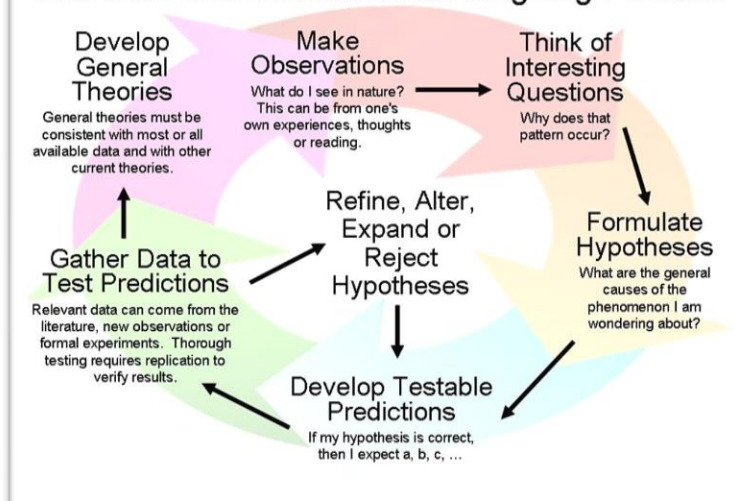 Make
Observations
What do I see in nature?
This can be from one's
own experiences, thoughts
or reading.
Think of
Interesting
Questions
Why does that
pattern occur?
Formulate
Hypotheses
What are the general
causes of the
phenomenon I am
wondering about?
Develop Testable
Predictions
If my hypothesis is correct,
then I expect a, b, c, ...
Gather Data to
Test Predictions
Relevant data can come from the
literature, new observations or
formal experiments. Thorough
testing requires replication to
verify results.
Refine, Alter,
Expand or
Reject
Hypotheses
Develop
General
Theories
General theories must be
consistent with most or all
available data and with other
current theories.